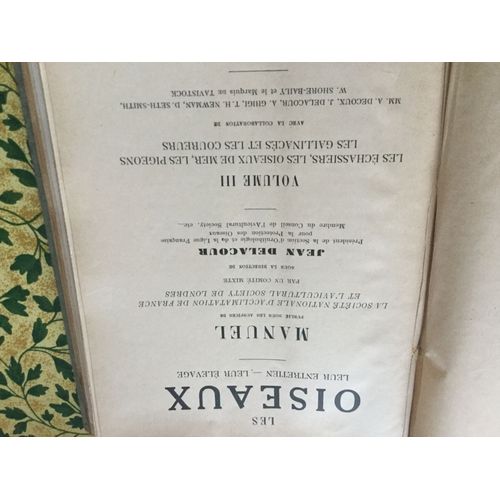 LES
OISEAUX
LEUR ENTRETIEN — LEUR ÉLEVAGE
MANUEL
PUBLIÉ SOUS LES AUSPICES DE
LA SOCIÉTÉ NATIONALE D'ACCLIMATATION DE FRANCE
ET L'AVICULTURAL SOCIETY DE LONDRES
PAR UN COMITÉ MIXTE
SOUS LA DIRECTION DE
JEAN DELACOUR
Président de la Section d'Ornithologie et de la Ligue Française
pour la Protection des Oiseaux
Membre du Conseil de l'Avicultural Society, etc...
VOLUME III
LES ÉCHASSIERS, LES OISEAUX DE MER, LES PIGEONS
LES GALLINACÉS ET LES COUREURS
AVEC LA COLLABORATION DE
MM. A. DECOUX, J. DELACOUR, A. GHIGI, T. H. NEWMAN, D. SETH-SMITH,
W. SHORE-BAILY et le Marquis DE TAVISTOCK